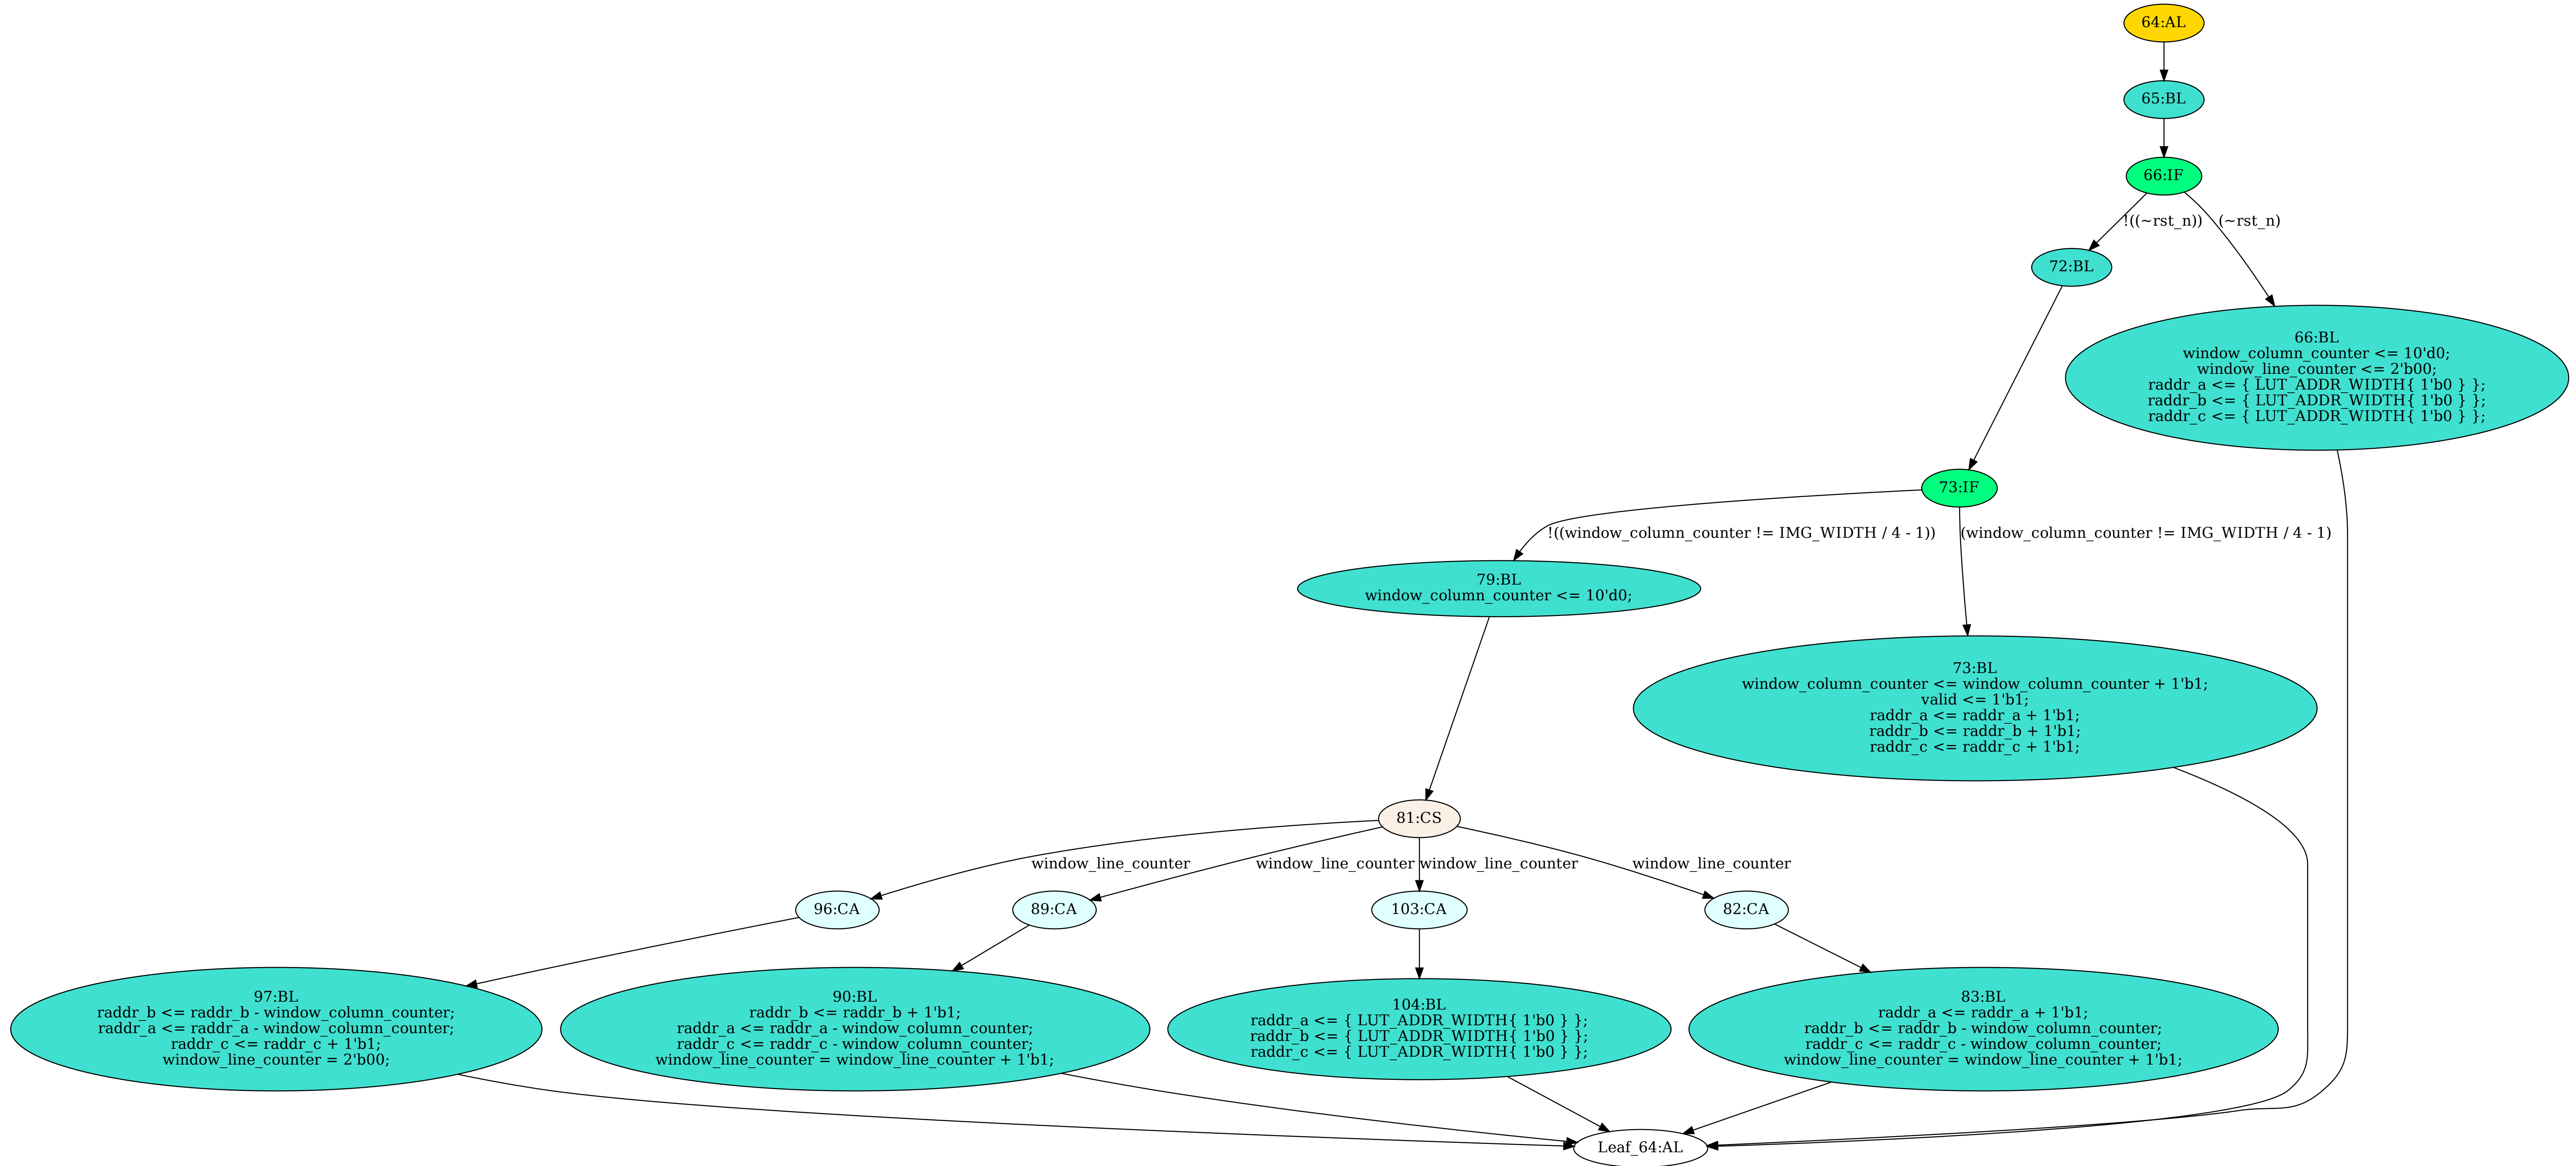 64:AL
65:BL
66:IF
!((~rst_n))
(~rst_n)
72:BL
66:BL
window_column_counter <= 10'd0;
window_line_counter <= 2'b00;
raddr_a <= { LUT_ADDR_WIDTH{ 1'b0 } };
raddr_b <= { LUT_ADDR_WIDTH{ 1'b0 } };
raddr_c <= { LUT_ADDR_WIDTH{ 1'b0 } };
73:IF
!((window_column_counter != IMG_WIDTH / 4 - 1))
(window_column_counter != IMG_WIDTH / 4 - 1)
79:BL
window_column_counter <= 10'd0;
73:BL
window_column_counter <= window_column_counter + 1'b1;
valid <= 1'b1;
raddr_a <= raddr_a + 1'b1;
raddr_b <= raddr_b + 1'b1;
raddr_c <= raddr_c + 1'b1;
81:CS
window_line_counter
window_line_counter
window_line_counter
window_line_counter
96:CA
89:CA
103:CA
82:CA
97:BL
raddr_b <= raddr_b - window_column_counter;
raddr_a <= raddr_a - window_column_counter;
raddr_c <= raddr_c + 1'b1;
window_line_counter = 2'b00;
90:BL
raddr_b <= raddr_b + 1'b1;
raddr_a <= raddr_a - window_column_counter;
raddr_c <= raddr_c - window_column_counter;
window_line_counter = window_line_counter + 1'b1;
104:BL
raddr_a <= { LUT_ADDR_WIDTH{ 1'b0 } };
raddr_b <= { LUT_ADDR_WIDTH{ 1'b0 } };
raddr_c <= { LUT_ADDR_WIDTH{ 1'b0 } };
83:BL
raddr_a <= raddr_a + 1'b1;
raddr_b <= raddr_b - window_column_counter;
raddr_c <= raddr_c - window_column_counter;
window_line_counter = window_line_counter + 1'b1;
Leaf_64:AL